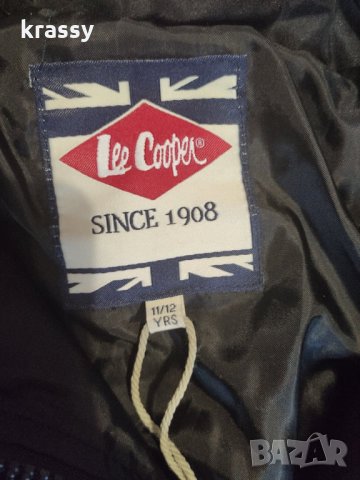 krassy
Lee Cooper®
SINCE 1908
11/12
YRS
BAZAR